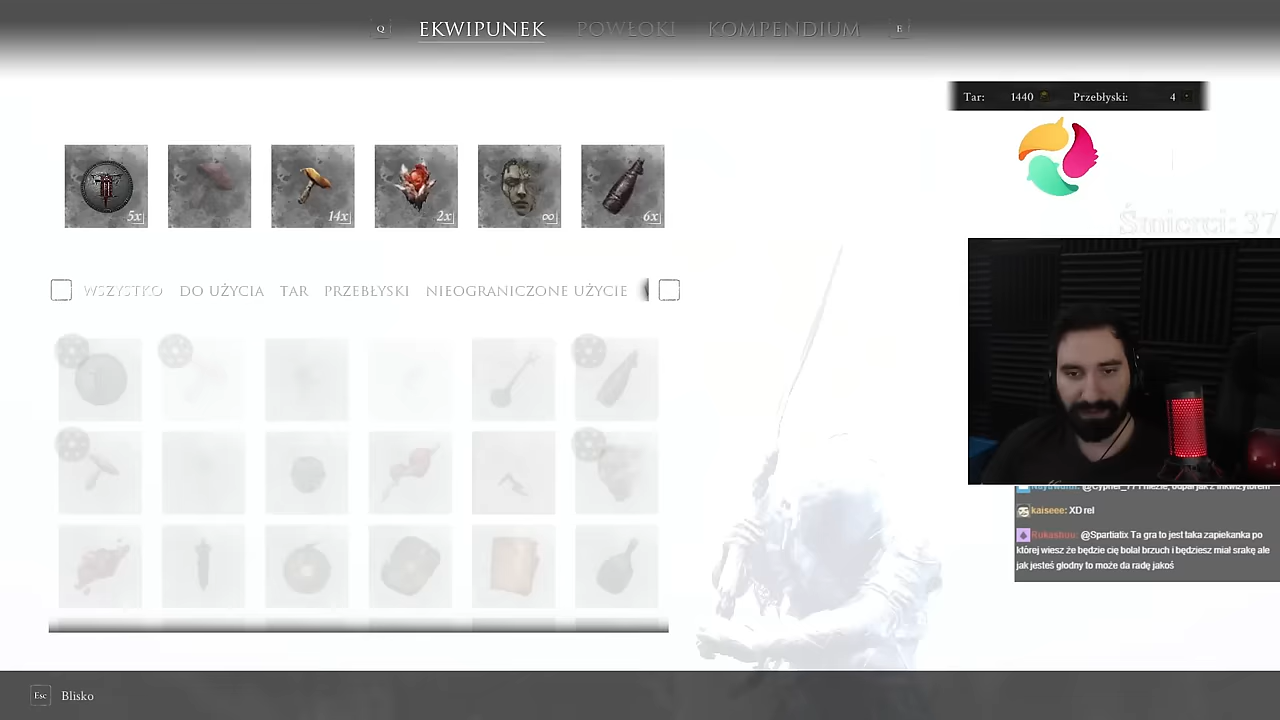 Q EKWIPUNEK POWŁOKI KOMPENDIUM E
Tar: 1440 Przebłyski: 4
5x 14x 2x ∞ 6x
Śmierci: 37
WSZYSTKO DO UŻYCIA TAR PRZEBŁYSKI NIEOGRANICZONE UŻYCIE
kaiseee: XD rel
Rukashuu: @Spartiatix Ta gra to jest taka zapiekanka po
której wiesz że będzie cię bolał brzuch i będziesz miał srakę ale
jak jesteś głodny to może da radę jakoś
Esc Blisko